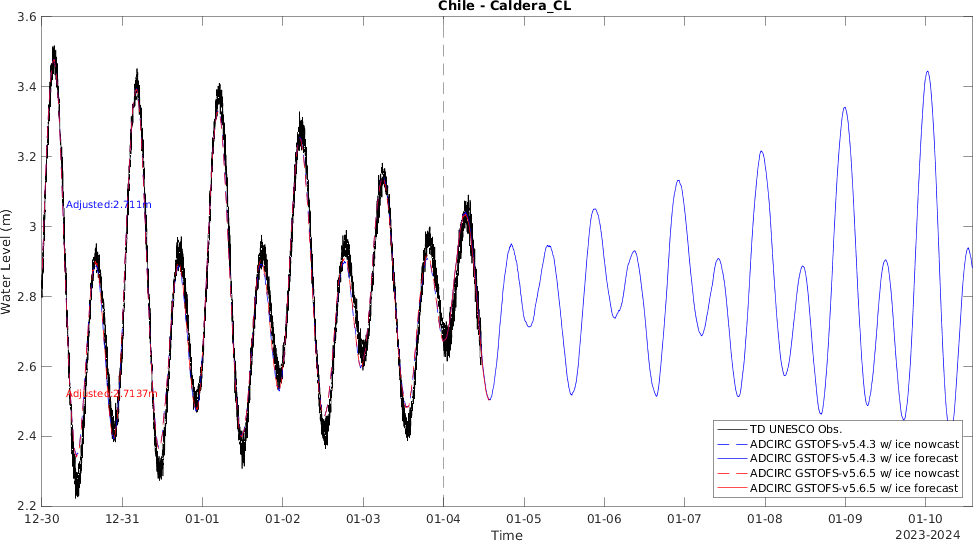 Chile - Caldera_CL
3.6
3.4
3.2
3
2.8
2.6
2.4
2.2
Water Level (m)
Adjusted:2.711m
Adjusted:2.7137m
TD UNESCO Obs.
ADCIRC GSTOFS-v5.4.3 w/ ice nowcast
ADCIRC GSTOFS-v5.4.3 w/ ice forecast
ADCIRC GSTOFS-v5.6.5 w/ ice nowcast
ADCIRC GSTOFS-v5.6.5 w/ ice forecast
12-30 12-31 01-01 01-02 01-03 01-04 01-05 01-06 01-07 01-08 01-09 01-10
Time
2023-2024